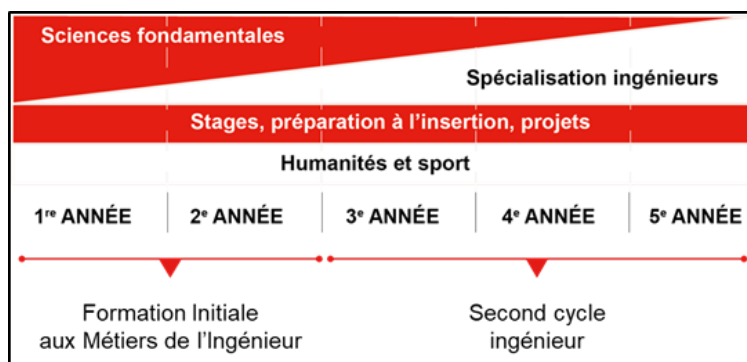 Sciences fondamentales
Spécialisation ingénieurs
Stages, préparation à l'insertion, projets
Humanités et sport
1re ANNÉE 2e ANNÉE 3e ANNÉE 4e ANNÉE 5e ANNÉE
Formation Initiale
aux Métiers de l'Ingénieur
Second cycle
ingénieur